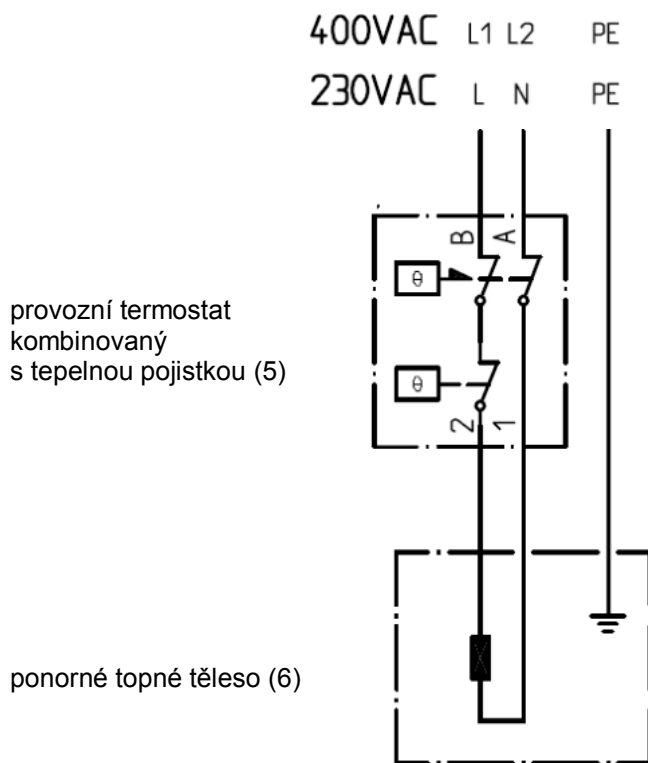 400VAC L1 L2 PE
230VAC L N PE
B A
θ
provozní termostat
kombinovaný
s tepelnou pojistkou (5)
θ
2 1
ponorné topné těleso (6)